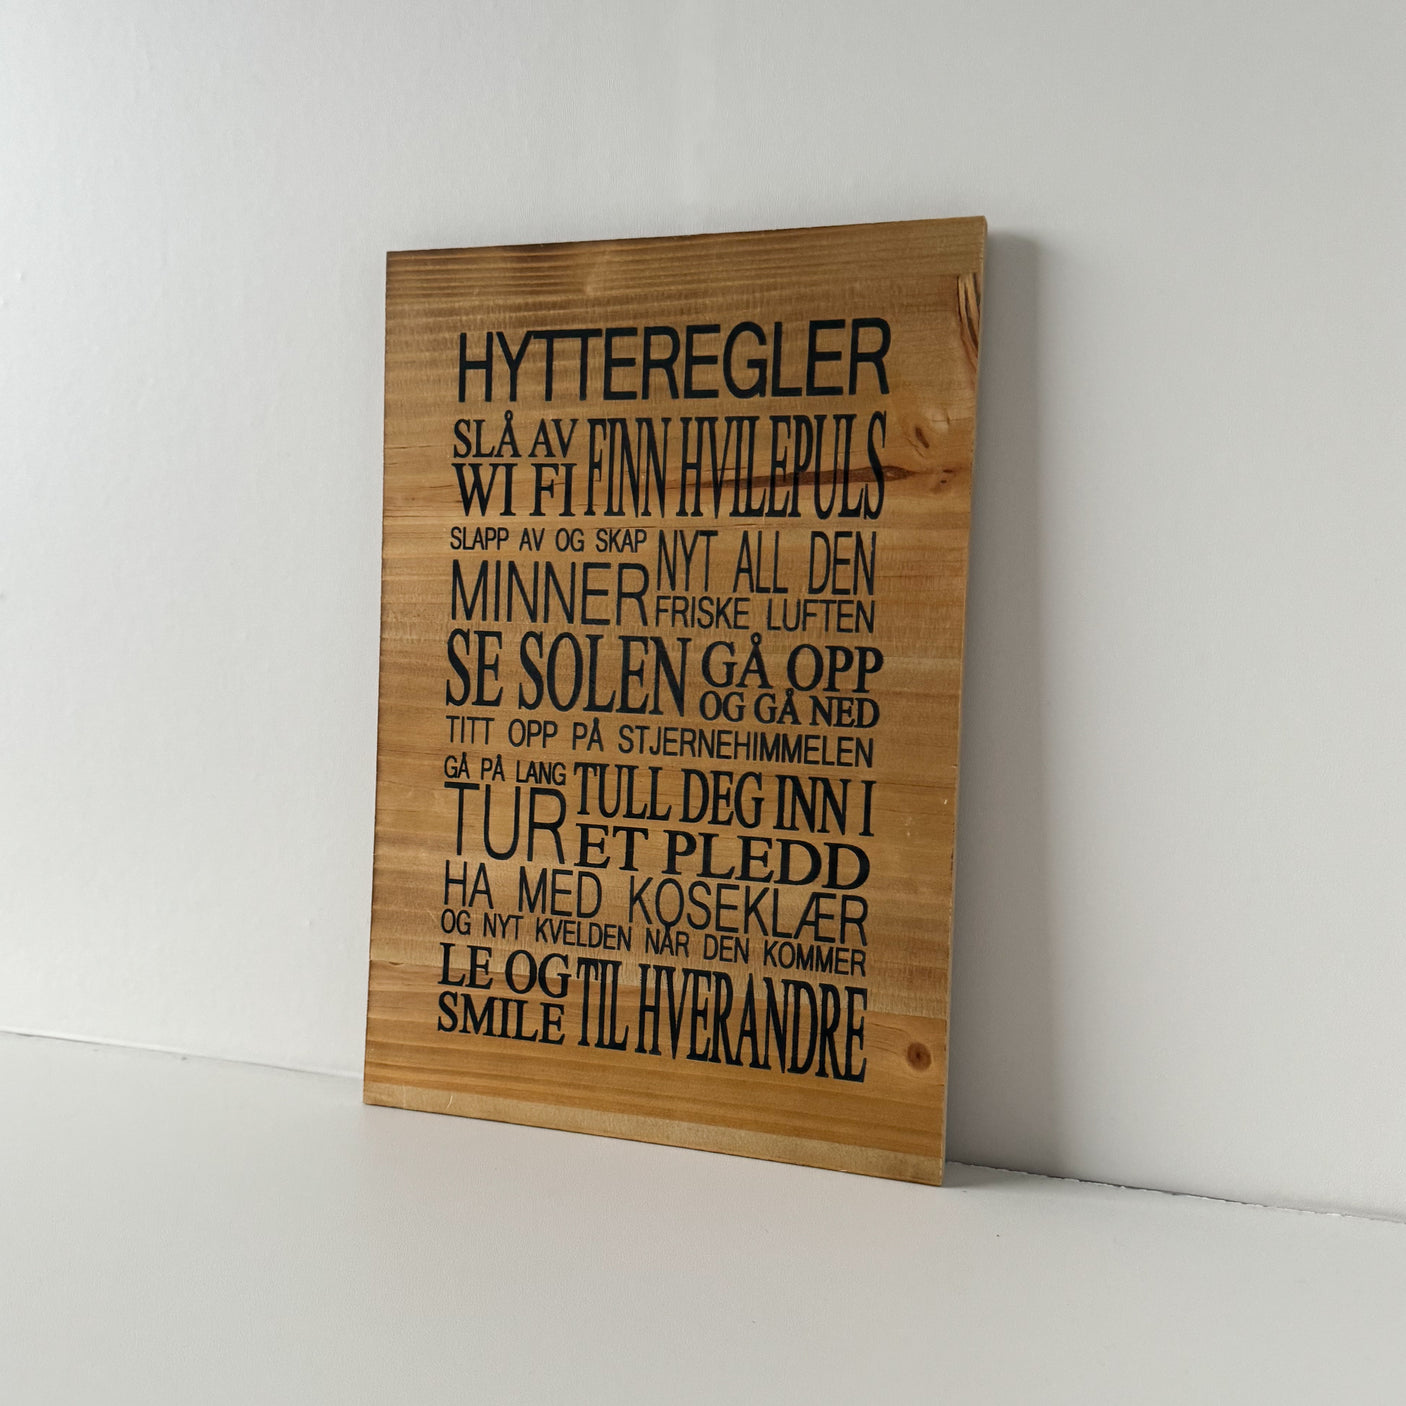 HYTTEREGLER
SLÅ AV
WI FI
FINN HVILEPULS
SLAPP AV OG SKAP
MINNER
NYT ALL DEN
FRISKE LUFTEN
SE SOLEN
GÅ OPP
OG GÅ NED
TITT OPP PÅ STJERNEHIMMELEN
GÅ PÅ LANG
TUR
TULL DEG INN I
ET PLEDD
HA MED KOSEKLÆR
OG NYT KVELDEN NÅR DEN KOMMER
LE OG
SMILE
TIL HVERANDRE